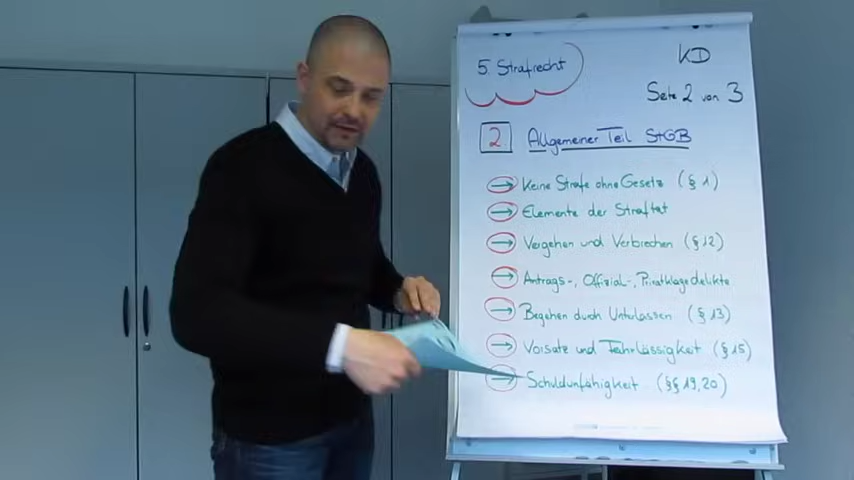 5. Strafrecht
KD
Seite 2 von 3
2 Allgemeiner Teil StGB
→ Keine Strafe ohne Gesetz (§ 1)
→ Elemente der Straftat
→ Vergehen und Verbrechen (§ 12)
→ Antrags-, Offizial-, Privatklagedelikte
→ Begehen durch Unterlassen (§ 13)
→ Vorsatz und Fahrlässigkeit (§ 15)
→ Schuldunfähigkeit (§§ 19, 20)